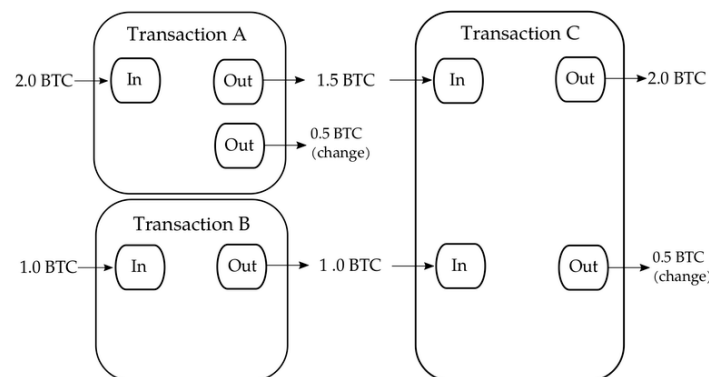 Transaction A
2.0 BTC
In
Out
1.5 BTC
Out
0.5 BTC
(change)
Transaction B
1.0 BTC
In
Out
1 .0 BTC
Transaction C
In
Out
2.0 BTC
In
Out
0.5 BTC
(change)